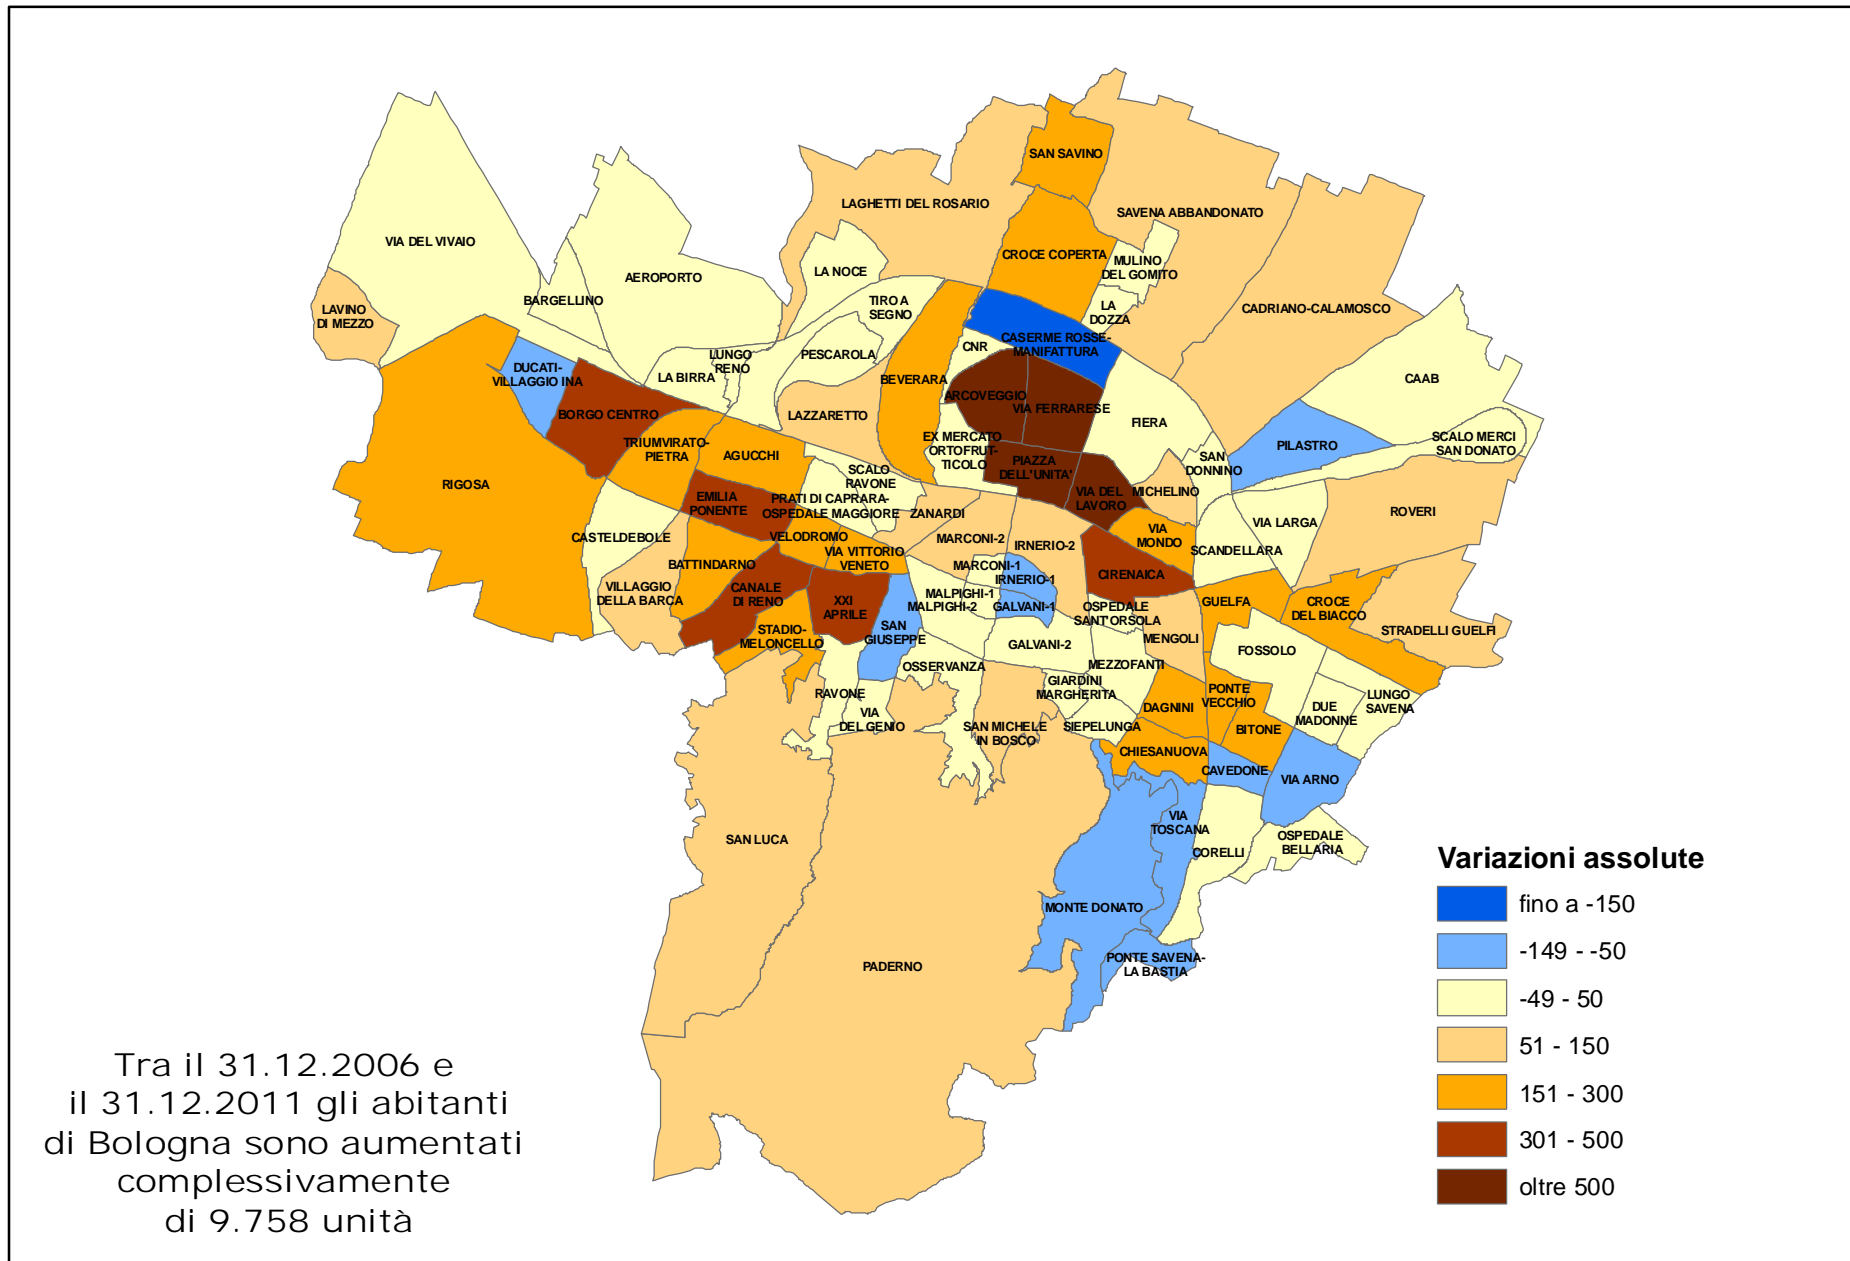 SAN SAVINO
LAGHETTI DEL ROSARIO
SAVENA ABBANDONATO
VIA DEL VIVAIO
CROCE COPERTA
MULINO
DEL GOMITO
AEROPORTO
LA NOCE
BARGELLINO
TIRO A
SEGNO
LAVINO
DI MEZZO
LA
DOZZA
CADRIANO-CALAMOSCO
CASERME ROSSE-
MANIFATTURA
CNR
LUNGO
RENO
PESCAROLA
DUCATI-
VILLAGGIO INA
LA BIRRA
BEVERARA
CAAB
ARCOVEGGIO
VIA FERRARESE
BORGO CENTRO
LAZZARETTO
FIERA
TRIUMVIRATO-
PIETRA
AGUCCHI
EX MERCATO
ORTOFRUT-
TICOLO
PILASTRO
SCALO MERCI
SAN DONATO
SAN
DONNINO
PIAZZA
DELL'UNITA'
SCALO
RAVONE
RIGOSA
EMILIA
PONENTE
PRATI DI CAPRARA-
OSPEDALE MAGGIORE
VIA DEL
LAVORO
MICHELINO
ZANARDI
ROVERI
VIA LARGA
CASTELDEBOLE
VELODROMO
MARCONI-2
IRNERIO-2
VIA
MONDO
SCANDELLARA
VIA VITTORIO
VENETO
BATTINDARNO
MARCONI-1
IRNERIO-1
CIRENAICA
VILLAGGIO
DELLA BARCA
CANALE
DI RENO
XXI
APRILE
MALPIGHI-1
MALPIGHI-2
GALVANI-1
OSPEDALE
SANT'ORSOLA
GUELFA
CROCE
DEL BIACCO
STADIO-
MELONCELLO
SAN
GIUSEPPE
MENGOLI
STRADELLI GUELFI
GALVANI-2
FOSSOLO
OSSERVANZA
MEZZOFANTI
RAVONE
GIARDINI
MARGHERITA
PONTE
VECCHIO
LUNGO
SAVENA
DAGNINI
DUE
MADONNE
VIA
DEL GENIO
SAN MICHELE
IN BOSCO
SIEPELUNGA
BITONE
CHIESANUOVA
CAVEDONE
VIA ARNO
VIA
TOSCANA
SAN LUCA
CORELLI
OSPEDALE
BELLARIA
MONTE DONATO
PADERNO
PONTE SAVENA-
LA BASTIA
Variazioni assolute
fino a -150
-149 - -50
-49 - 50
51 - 150
151 - 300
301 - 500
oltre 500
Tra il 31.12.2006 e
il 31.12.2011 gli abitanti
di Bologna sono aumentati
complessivamente
di 9.758 unità